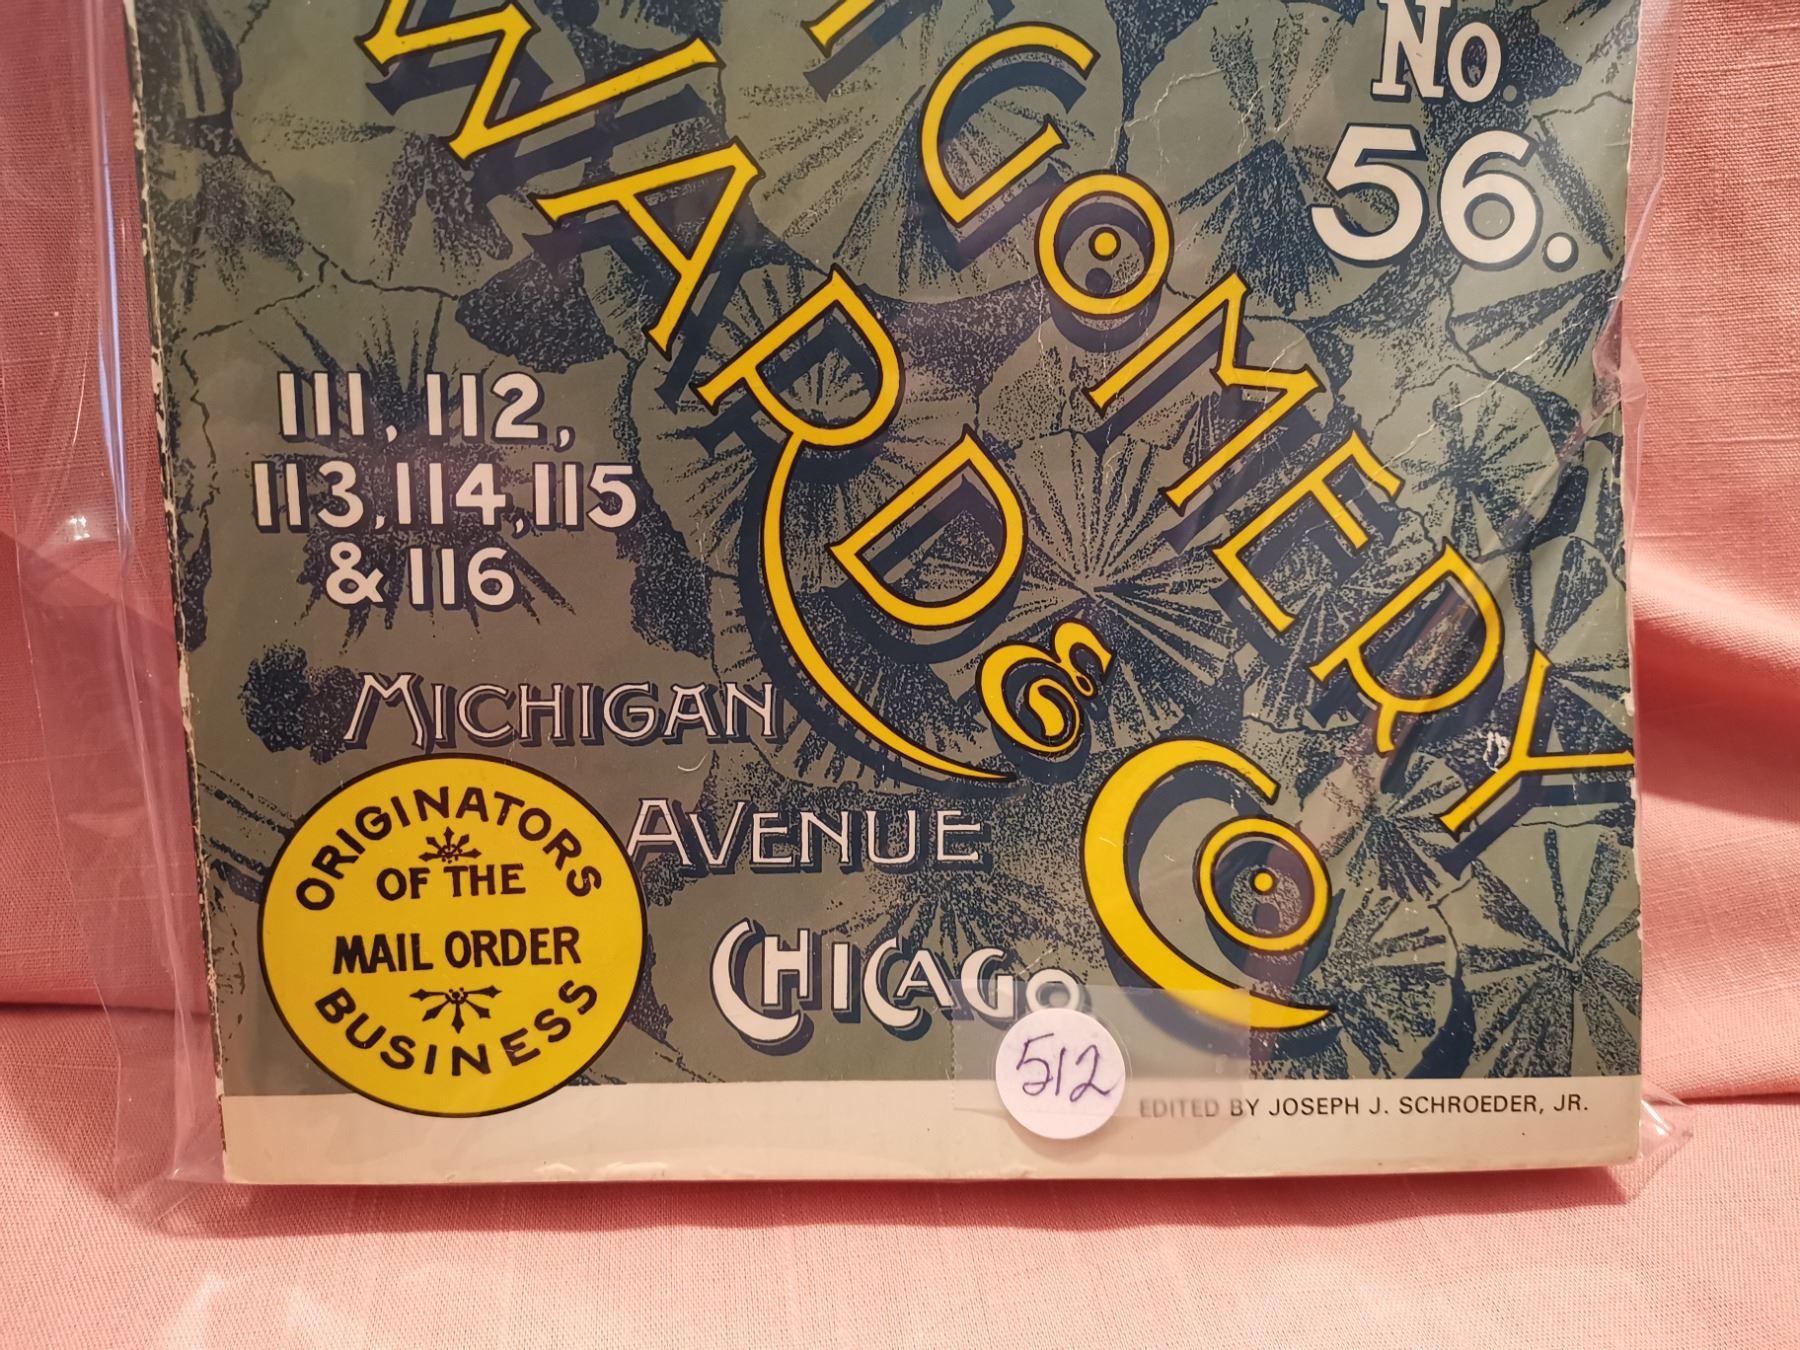 No.
56.
GOMERY
WARD &
CO
111, 112,
113, 114, 115
& 116
MICHIGAN
AVENUE
CHICAGO
ORIGINATORS
OF THE
MAIL ORDER
BUSINESS
512
EDITED BY JOSEPH J. SCHROEDER, JR.